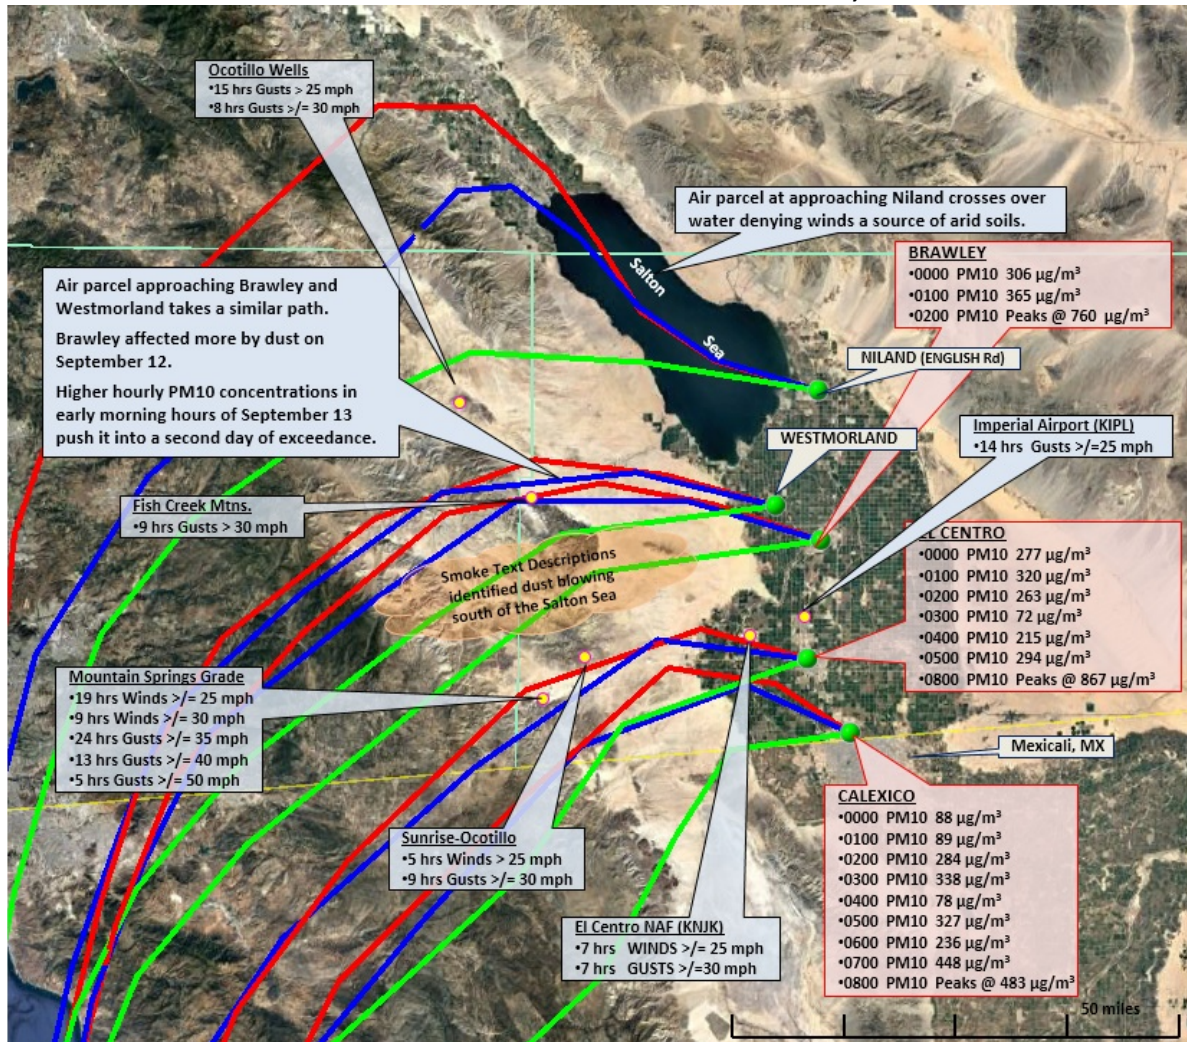 Ocotillo Wells
•15 hrs Gusts > 25 mph
•8 hrs Gusts >/= 30 mph
Air parcel at approaching Niland crosses over
water denying winds a source of arid soils.
Salton
Sea
BRAWLEY
•0000 PM10 306 µg/m³
•0100 PM10 365 µg/m³
•0200 PM10 Peaks @ 760 µg/m³
Air parcel approaching Brawley and
Westmorland takes a similar path.
Brawley affected more by dust on
September 12.
Higher hourly PM10 concentrations in
early morning hours of September 13
push it into a second day of exceedance.
NILAND (ENGLISH Rd)
WESTMORLAND
Imperial Airport (KIPL)
•14 hrs Gusts >/=25 mph
Fish Creek Mtns.
•9 hrs Gusts > 30 mph
Smoke Text Descriptions
identified dust blowing
south of the Salton Sea
EL CENTRO
•0000 PM10 277 µg/m³
•0100 PM10 320 µg/m³
•0200 PM10 263 µg/m³
•0300 PM10 72 µg/m³
•0400 PM10 215 µg/m³
•0500 PM10 294 µg/m³
•0800 PM10 Peaks @ 867 µg/m³
Mountain Springs Grade
•19 hrs Winds >/= 25 mph
•9 hrs Winds >/= 30 mph
•24 hrs Gusts >/= 35 mph
•13 hrs Gusts >/= 40 mph
•5 hrs Gusts >/= 50 mph
Mexicali, MX
Sunrise-Ocotillo
•5 hrs Winds > 25 mph
•9 hrs Gusts >/= 30 mph
El Centro NAF (KNJK)
•7 hrs WINDS >/= 25 mph
•7 hrs GUSTS >/=30 mph
CALEXICO
•0000 PM10 88 µg/m³
•0100 PM10 89 µg/m³
•0200 PM10 284 µg/m³
•0300 PM10 338 µg/m³
•0400 PM10 78 µg/m³
•0500 PM10 327 µg/m³
•0600 PM10 236 µg/m³
•0700 PM10 448 µg/m³
•0800 PM10 Peaks @ 483 µg/m³
50 miles